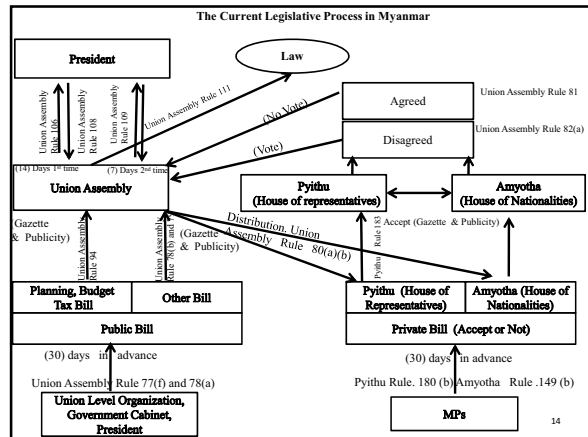 The Current Legislative Process in Myanmar
President
Law
Union Assembly
Rule 106
Union Assembly
Rule 108
Union Assembly
Rule 109
Union Assembly Rule 111
(No Vote)
Agreed
Union Assembly Rule 81
(Vote)
Disagreed
Union Assembly Rule 82(a)
(14) Days 1st time
(7) Days 2nd time
Union Assembly
Pyithu
(House of representatives)
Amyotha
(House of Nationalities)
(Gazette
& Publicity)
Union Assembly
Rule 94
Union Assembly
Rule 78(b) and
(Gazette
& Publicity)
Distribution. Union
Assembly Rule 80(a)(b)
Pyithu Rule 183
Accept (Gazette & Publicity)
Planning, Budget
Tax Bill
Other Bill
Public Bill
Pyithu (House of
Representatives)
Amyotha (House of
Nationalities)
Private Bill (Accept or Not)
(30) days in advance
Union Assembly Rule 77(f) and 78(a)
(30) days in advance
Pyithu Rule. 180 (b) Amyotha Rule .149 (b)
Union Level Organization,
Government Cabinet,
President
MPs
14